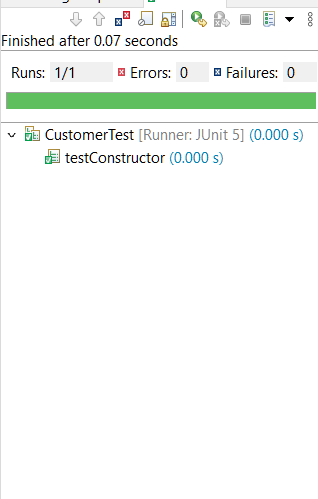 Finished after 0.07 seconds
Runs: 1/1 Errors: 0 Failures: 0
CustomerTest [Runner: JUnit 5] (0.000 s)
testConstructor (0.000 s)